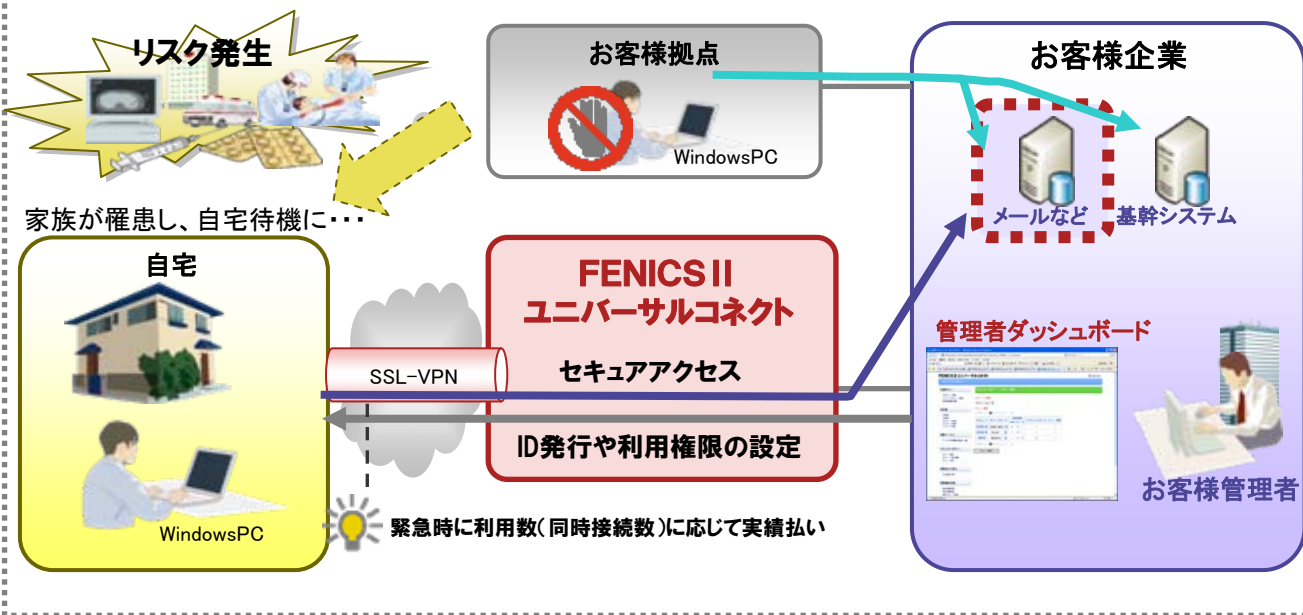 リスク発生
お客様拠点
WindowsPC
お客様企業
メールなど
基幹システム
家族が罹患し、自宅待機に・・・
自宅
WindowsPC
SSL-VPN
FENICSⅡ
ユニバーサルコネクト
セキュアアクセス
ID発行や利用権限の設定
管理者ダッシュボード
お客様管理者
緊急時に利用数(同時接続数)に応じて実績払い